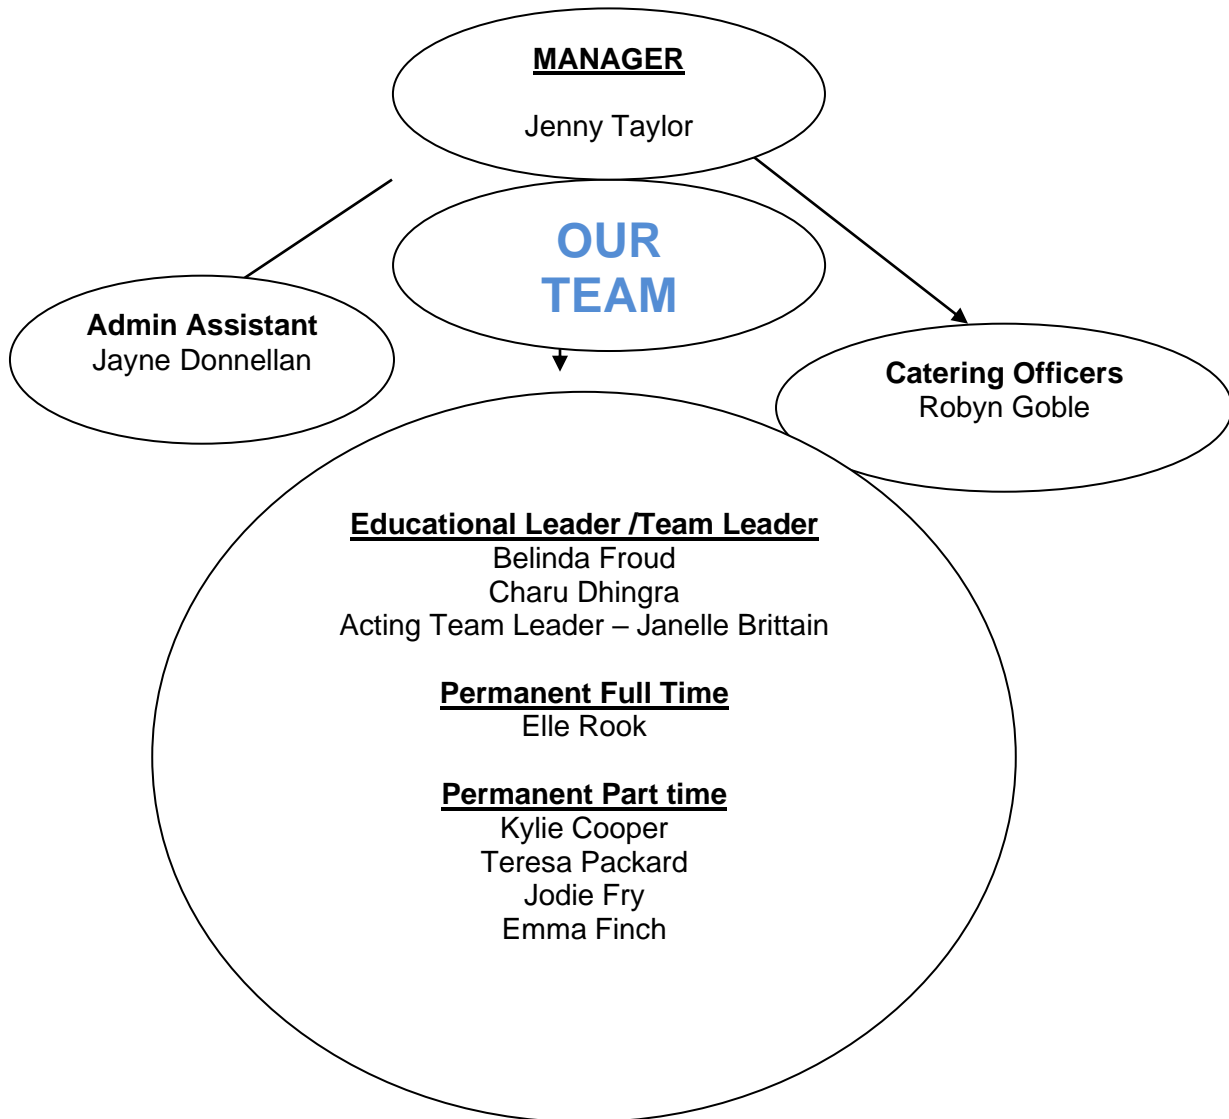 MANAGER
Jenny Taylor
OUR
TEAM
Admin Assistant
Jayne Donnellan
Catering Officers
Robyn Goble
Educational Leader /Team Leader
Belinda Froud
Charu Dhingra
Acting Team Leader – Janelle Brittain
Permanent Full Time
Elle Rook
Permanent Part time
Kylie Cooper
Teresa Packard
Jodie Fry
Emma Finch